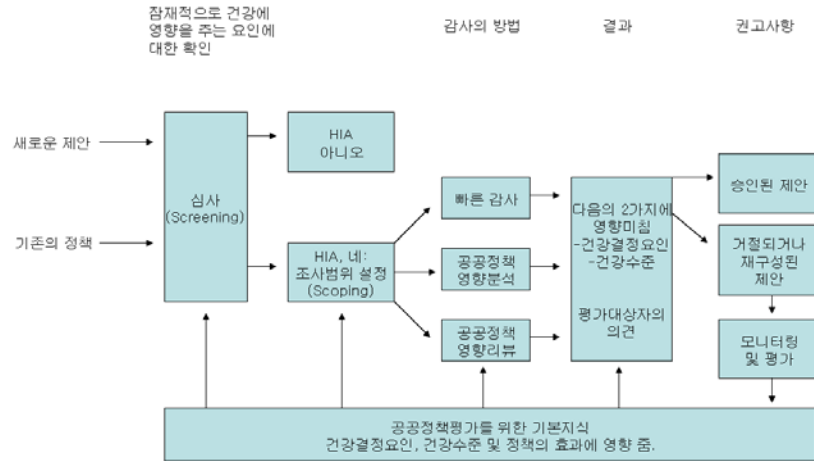 잠재적으로 건강에
영향을 주는 요인에
대한 확인
감사의 방법
결과
권고사항
새로운 제안
기존의 정책
심사
(Screening)
HIA
아니오
HIA, 네:
조사범위 설정
(Scoping)
빠른 감사
공공정책
영향분석
공공정책
영향리뷰
다음의 2가지에
영향미침
-건강결정요인
-건강수준
평가대상자의
의견
승인된 제안
거절되거나
재구성된
제안
모니터링
및 평가
공공정책평가를 위한 기본지식
건강결정요인, 건강수준 및 정책의 효과에 영향 줌.